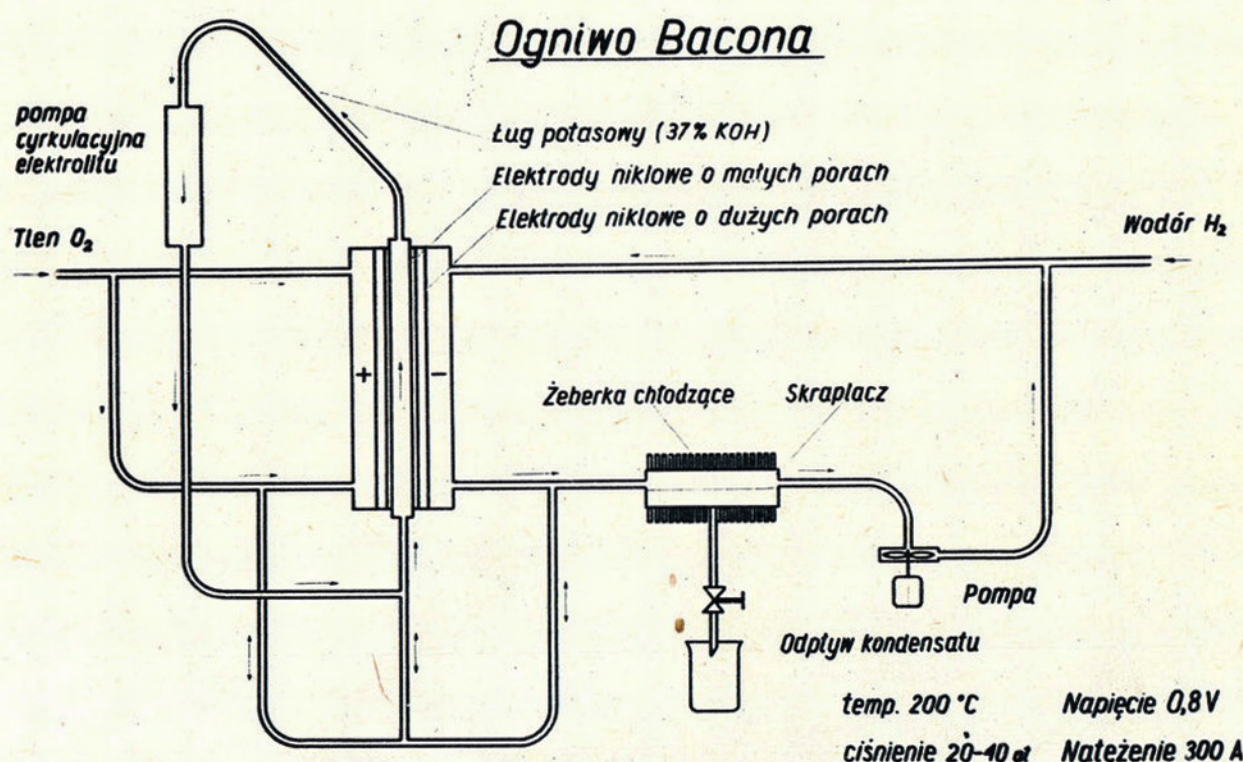 Ogniwo Bacona
pompa
cyrkulacyjna
elektrolitu
Ług potasowy (37% KOH)
Elektrody niklowe o małych porach
Elektrody niklowe o dużych porach
Tlen O₂
Wodór H₂
+
-
Żeberka chłodzące
Skraplacz
Pompa
Odpływ kondensatu
temp. 200 °C
Napięcie 0,8 V
ciśnienie 20-40 at
Natężenie 300 A